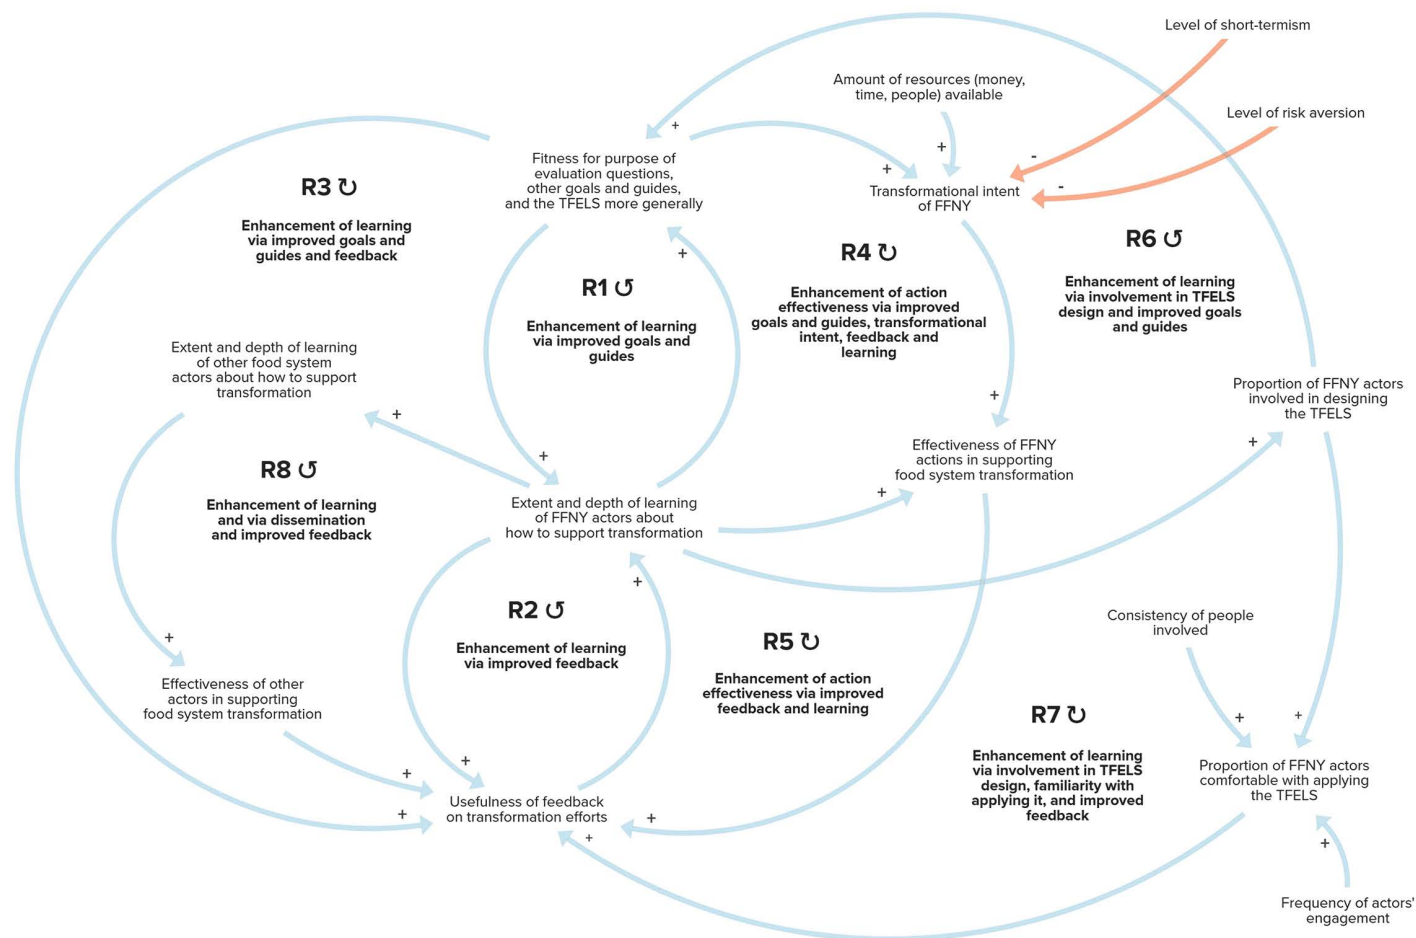 Level of short-termism
Amount of resources (money,
time, people) available
Level of risk aversion
+
Fitness for purpose of
evaluation questions,
other goals and guides,
and the TFELS more generally
+
+
-
-
Transformational intent
of FFNY
R3 ↻
Enhancement of learning
via improved goals and
guides and feedback
R1 ↺
Enhancement of learning
via improved goals and
guides
+
R4 ↻
Enhancement of action
effectiveness via improved
goals and guides, transformational
intent, feedback and
learning
R6 ↺
Enhancement of learning
via involvement in TFELS
design and improved goals
and guides
Extent and depth of learning
of other food system
actors about how to support
transformation
+
+
Proportion of FFNY actors
involved in designing
the TFELS
+
R8 ↺
Enhancement of learning
and via dissemination
and improved feedback
+
Effectiveness of FFNY
actions in supporting
food system transformation
+
Extent and depth of learning
of FFNY actors about
how to support transformation
+
R2 ↺
Enhancement of learning
via improved feedback
R5 ↻
Enhancement of action
effectiveness via improved
feedback and learning
Consistency of people
involved
+
Effectiveness of other
actors in supporting
food system transformation
+
+
R7 ↻
Enhancement of learning
via involvement in TFELS
design, familiarity with
applying it, and improved
feedback
Proportion of FFNY actors
comfortable with applying
the TFELS
+
+
+
Usefulness of feedback
on transformation efforts
+
+
+
Frequency of actors'
engagement